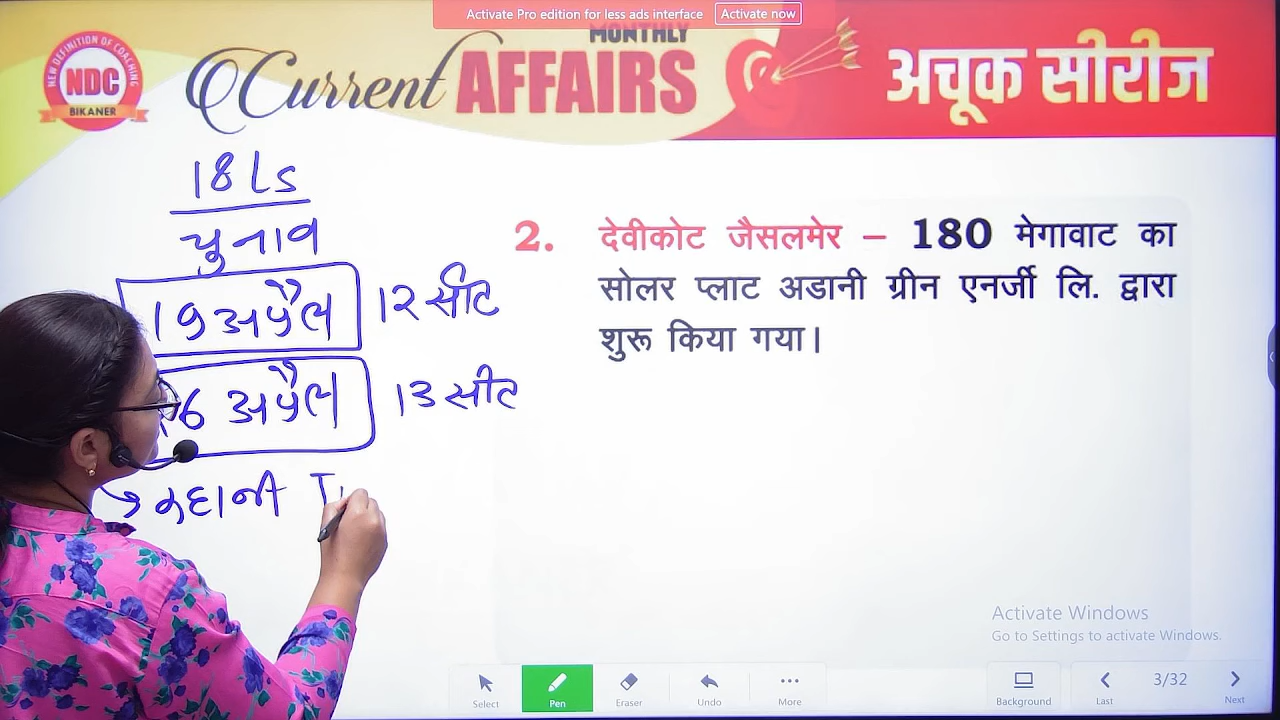 Activate Pro edition for less ads interface Activate now
NEW DEFINITION OF COACHING
NDC
BIKANER
MONTHLY
Current AFFAIRS
अचूक सीरीज
18 LS
चुनाव
19 अप्रैल 12 सीट
6 अप्रैल 13 सीट
2. देवीकोट जैसलमेर – 180 मेगावाट का
सोलर प्लाट अडानी ग्रीन एनर्जी लि. द्वारा
शुरू किया गया।
Activate Windows
Go to Settings to activate Windows.
Select Pen Eraser Undo More Background Last 3/32 Next